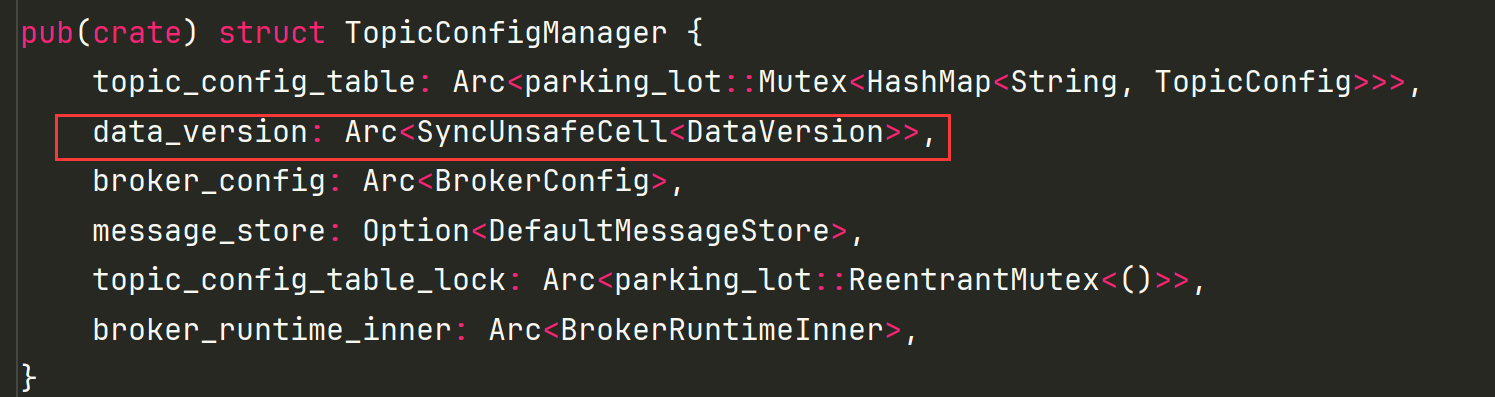 pub(crate) struct TopicConfigManager {
    topic_config_table: Arc<parking_lot::Mutex<HashMap<String, TopicConfig>>>,
    data_version: Arc<SyncUnsafeCell<DataVersion>>,
    broker_config: Arc<BrokerConfig>,
    message_store: Option<DefaultMessageStore>,
    topic_config_table_lock: Arc<parking_lot::ReentrantMutex<()>>,
    broker_runtime_inner: Arc<BrokerRuntimeInner>,
}